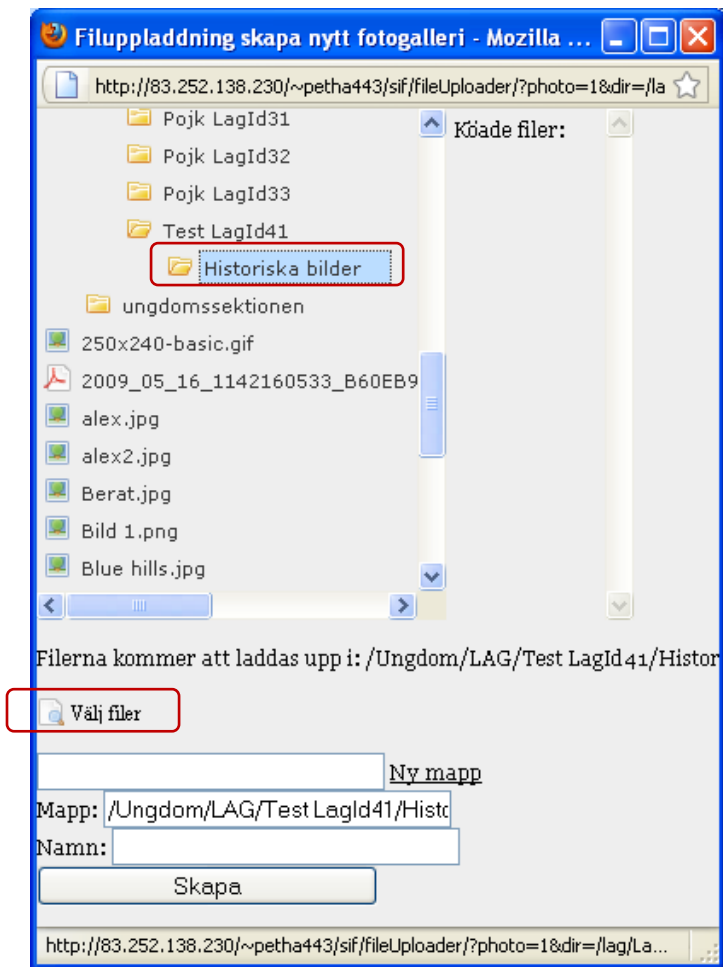 Filuppladdning skapa nytt fotogalleri - Mozilla ...
http://83.252.138.230/~petha443/sif/fileUploader/?photo=1&dir=/la
Pojk LagId31
Köade filer:
Pojk LagId32
Pojk LagId33
Test LagId41
Historiska bilder
ungdomssektionen
250x240-basic.gif
2009_05_16_1142160533_B60EB9
alex.jpg
alex2.jpg
Berat.jpg
Bild 1.png
Blue hills.jpg
Filerna kommer att laddas upp i: /Ungdom/LAG/Test LagId41/Histor
Välj filer
Ny mapp
Mapp: /Ungdom/LAG/Test LagId41/Histo
Namn:
Skapa
http://83.252.138.230/~petha443/sif/fileUploader/?photo=1&dir=/lag/La...